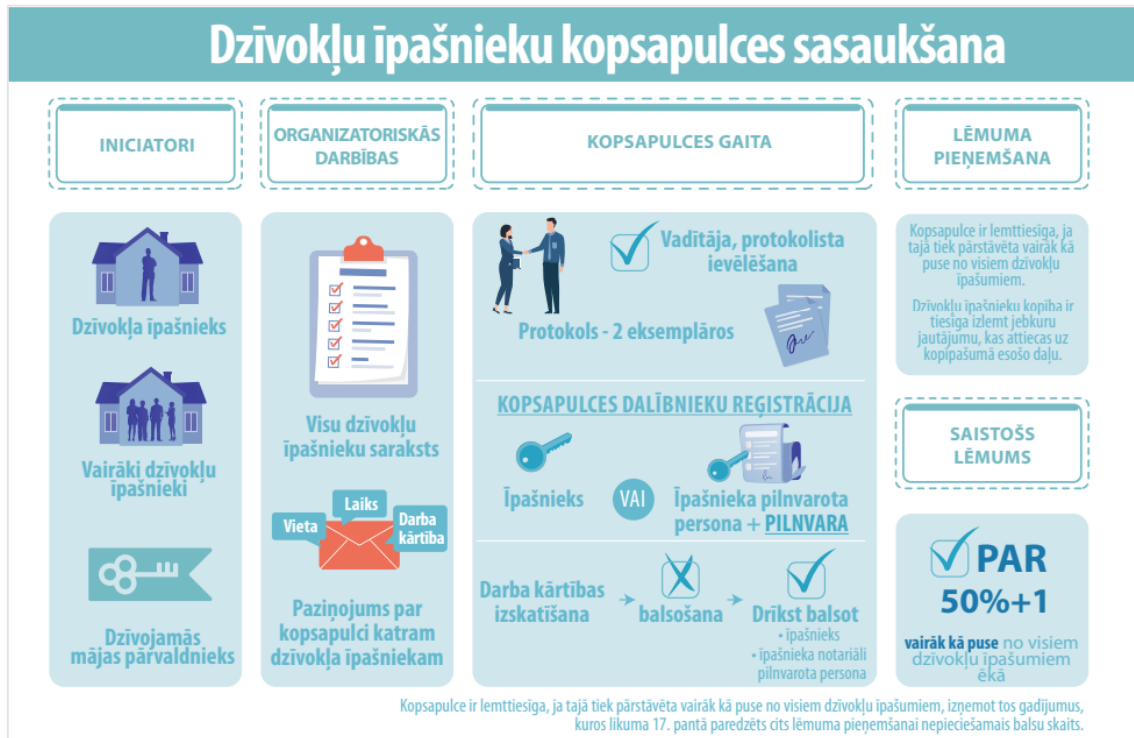 Dzīvokļu īpašnieku kopsapulces sasaukšana
INICIATORI
Dzīvokļa īpašnieks
Vairāki dzīvokļu
īpašnieki
Dzīvojamās
mājas pārvaldnieks
ORGANIZATORISKĀS
DARBĪBAS
Visu dzīvokļu
īpašnieku saraksts
Vieta
Laiks
Darba
kārtība
Paziņojums par
kopsapulci katram
dzīvokļa īpašniekam
KOPSAPULCES GAITA
Vadītāja, protokolista
ievēlēšana
Protokols - 2 eksemplāros
KOPSAPULCES DALĪBNIEKU REĢISTRĀCIJA
Īpašnieks
VAI
Īpašnieka pilnvarota
persona + PILNVARA
Darba kārtības
izskatīšana
balsošana
Drīkst balsot
• īpašnieks
• īpašnieka notariāli
pilnvarota persona
LĒMUMA
PIEŅEMŠANA
Kopsapulce ir lemttiesīga, ja
tajā tiek pārstāvēta vairāk kā
puse no visiem dzīvokļu
īpašumiem.
Dzīvokļu īpašnieku kopība ir
tiesīga izlemt jebkuru
jautājumu, kas attiecas uz
kopīpašumā esošo daļu.
SAISTOŠS
LĒMUMS
PAR
50%+1
vairāk kā puse no visiem
dzīvokļu īpašumiem
ēkā
Kopsapulce ir lemttiesīga, ja tajā tiek pārstāvēta vairāk kā puse no visiem dzīvokļu īpašumiem, izņemot tos gadījumus,
kuros likuma 17. pantā paredzēts cits lēmuma pieņemšanai nepieciešamais balsu skaits.